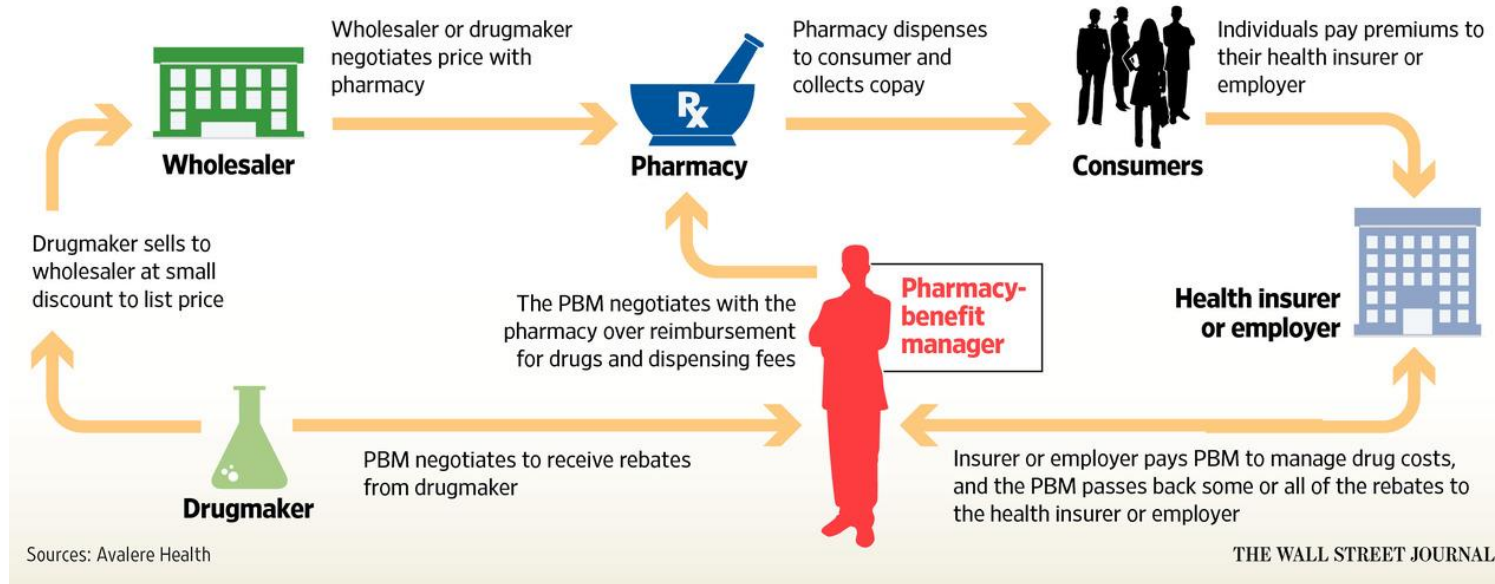 Wholesaler or drugmaker
negotiates price with
pharmacy
Pharmacy dispenses
to consumer and
collects copay
Individuals pay premiums to
their health insurer or
employer
Rx
Wholesaler
Pharmacy
Consumers
Drugmaker sells to
wholesaler at small
discount to list price
The PBM negotiates with the
pharmacy over reimbursement
for drugs and dispensing fees
Pharmacy-
benefit
manager
Health insurer
or employer
PBM negotiates to receive rebates
from drugmaker
Insurer or employer pays PBM to manage drug costs,
and the PBM passes back some or all of the rebates to
the health insurer or employer
Drugmaker
Sources: Avalere Health
THE WALL STREET JOURNAL